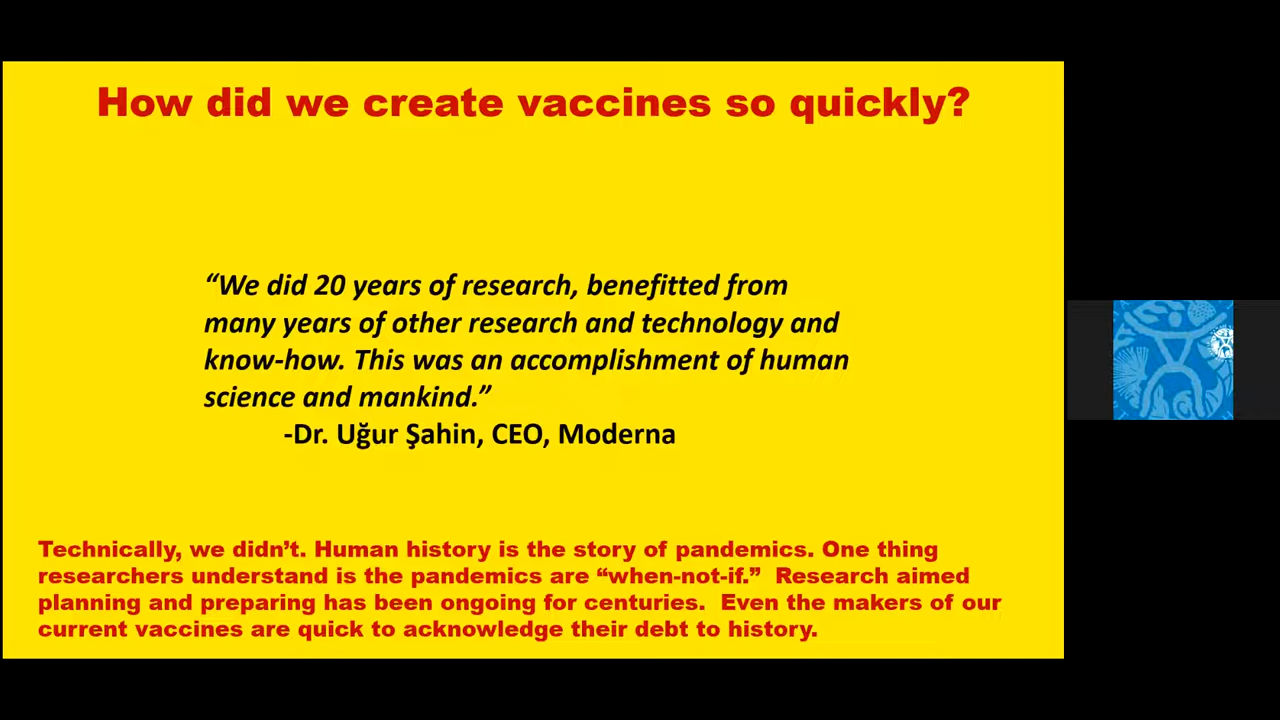 How did we create vaccines so quickly?
“We did 20 years of research, benefitted from
many years of other research and technology and
know-how. This was an accomplishment of human
science and mankind.”
-Dr. Uğur Şahin, CEO, Moderna
Technically, we didn’t. Human history is the story of pandemics. One thing
researchers understand is the pandemics are “when-not-if.” Research aimed
planning and preparing has been ongoing for centuries. Even the makers of our
current vaccines are quick to acknowledge their debt to history.